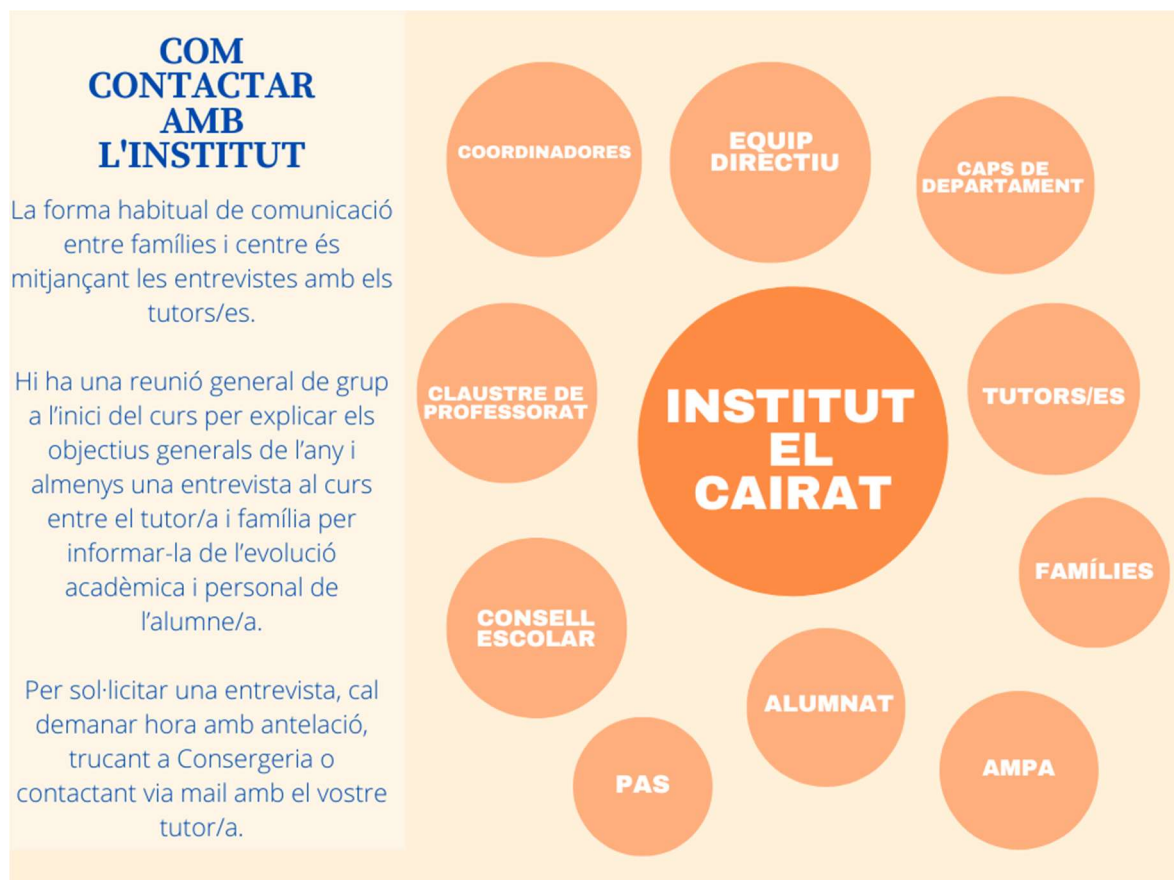 COM
CONTACTAR
AMB
L'INSTITUT
La forma habitual de comunicació
entre famílies i centre és
mitjançant les entrevistes amb els
tutors/es.
Hi ha una reunió general de grup
a l’inici del curs per explicar els
objectius generals de l’any i
almenys una entrevista al curs
entre el tutor/a i família per
informar-la de l’evolució
acadèmica i personal de
l’alumne/a.
Per sol·licitar una entrevista, cal
demanar hora amb antelació,
trucant a Consergeria o
contactant via mail amb el vostre
tutor/a.
COORDINADORES
EQUIP
DIRECTIU
CAPS DE
DEPARTAMENT
CLAUSTRE DE
PROFESSORAT
INSTITUT
EL
CAIRAT
TUTORS/ES
FAMÍLIES
CONSELL
ESCOLAR
ALUMNAT
PAS
AMPA